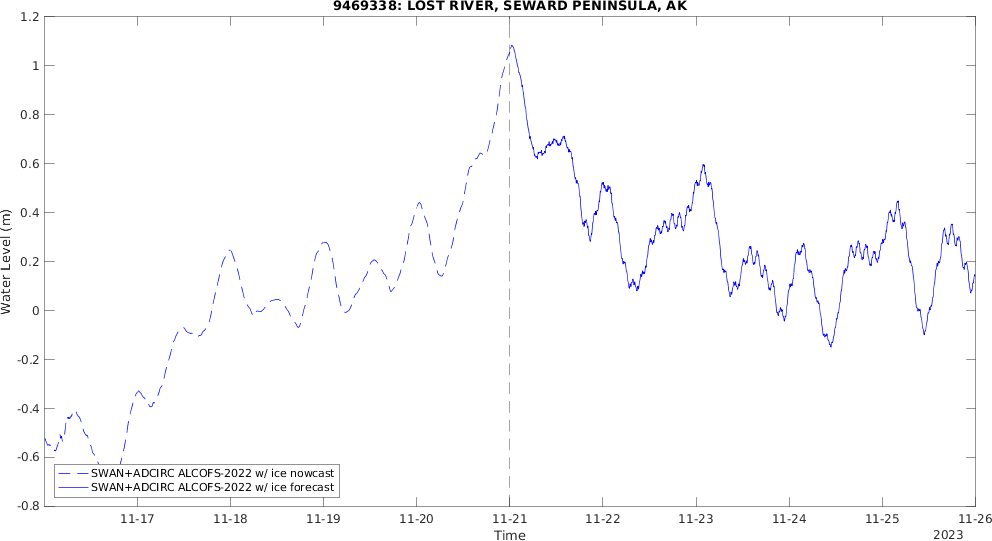 9469338: LOST RIVER, SEWARD PENINSULA, AK
1.2
1
0.8
0.6
0.4
0.2
0
-0.2
-0.4
-0.6
-0.8
Water Level (m)
SWAN+ADCIRC ALCOFS-2022 w/ ice nowcast
SWAN+ADCIRC ALCOFS-2022 w/ ice forecast
11-17 11-18 11-19 11-20 11-21 11-22 11-23 11-24 11-25 11-26
Time
2023